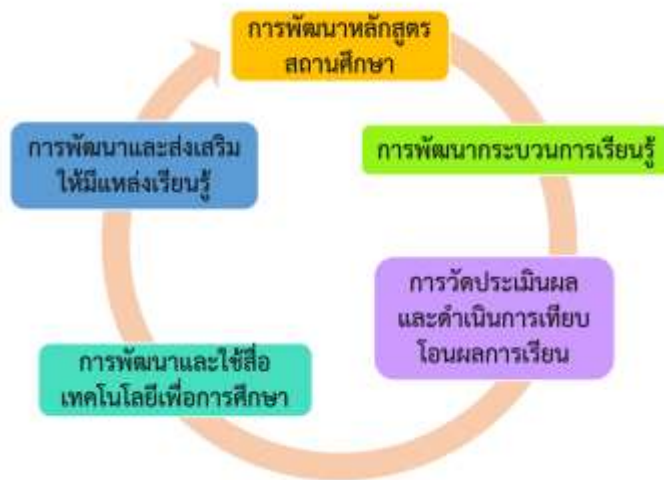 การพัฒนาหลักสูตร
สถานศึกษา
การพัฒนากระบวนการเรียนรู้
การวัดประเมินผล
และดำเนินการเทียบ
โอนผลการเรียน
การพัฒนาและใช้สื่อ
เทคโนโลยีเพื่อการศึกษา
การพัฒนาและส่งเสริม
ให้มีแหล่งเรียนรู้